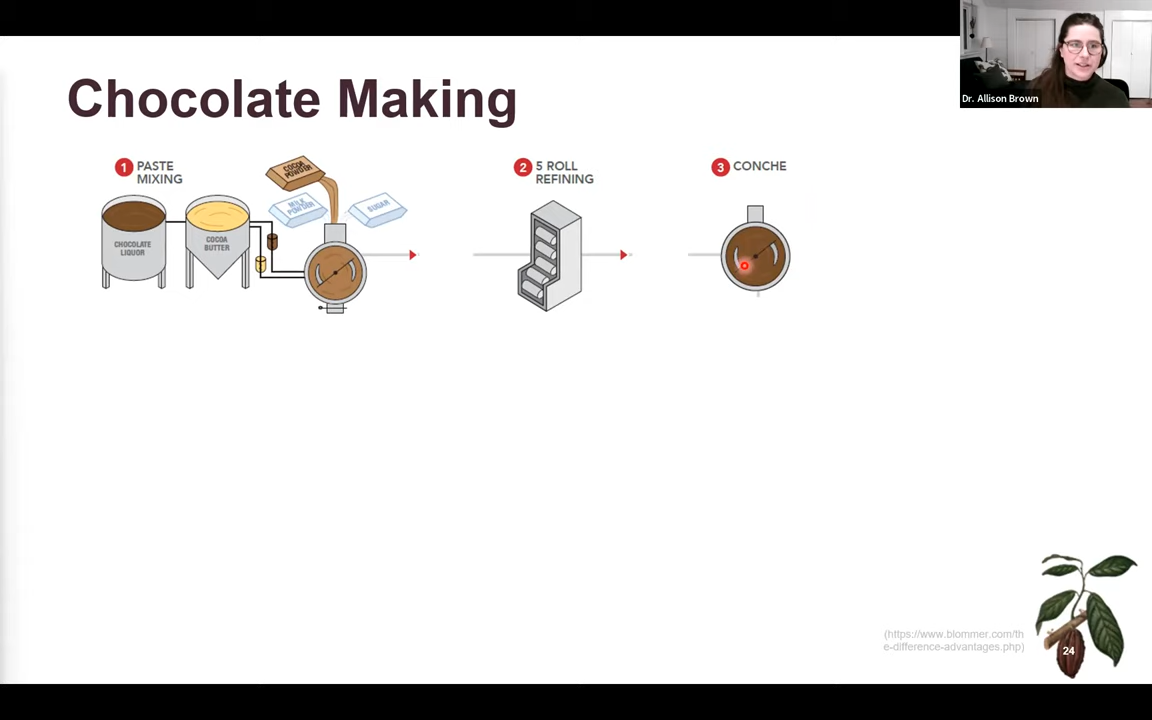 Dr. Allison Brown
Chocolate Making
1 PASTE
MIXING
2 5 ROLL
REFINING
3 CONCHE
COCOA
POWDER
MILK
POWDER
SUGAR
CHOCOLATE
LIQUOR
COCOA
BUTTER
(https://www.blommer.com/th
e-difference-advantages.php)
24